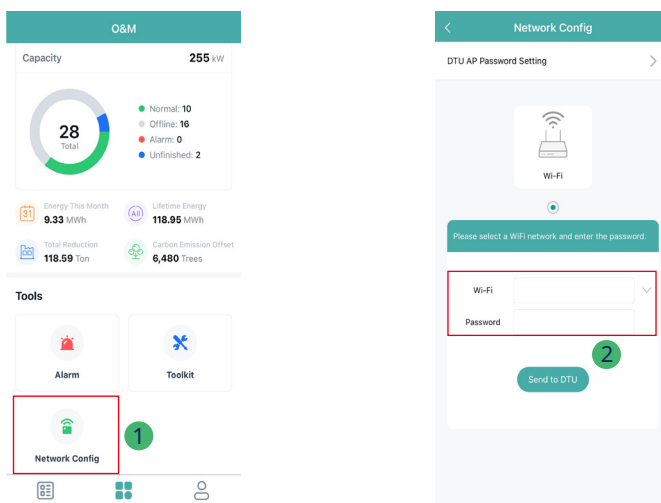 O&M
Capacity 255 kW
28
Total
Normal: 10
Offline: 16
Alarm: 0
Unfinished: 2
31
Energy This Month
9.33 MWh
All
Lifetime Energy
118.95 MWh
Total Reduction
118.59 Ton
Carbon Emission Offset
6,480 Trees
Tools
Alarm
Toolkit
Network Config
1
Network Config
DTU AP Password Setting
Wi-Fi
Please select a WiFi network and enter the password.
Wi-Fi
Password
2
Send to DTU